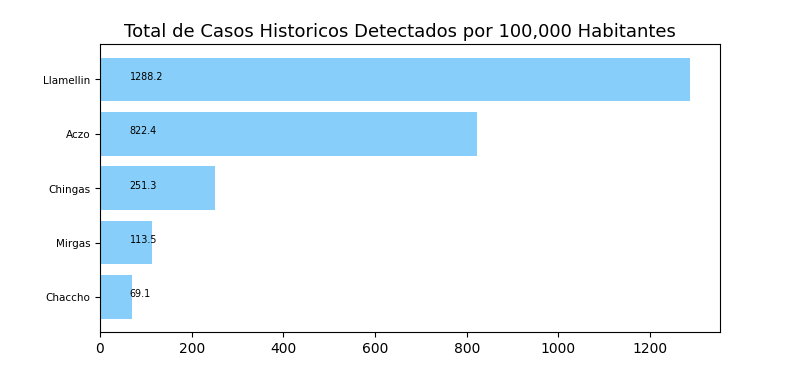 Total de Casos Historicos Detectados por 100,000 Habitantes
Llamellin 1288.2
Aczo 822.4
Chingas 251.3
Mirgas 113.5
Chaccho 69.1
0 200 400 600 800 1000 1200